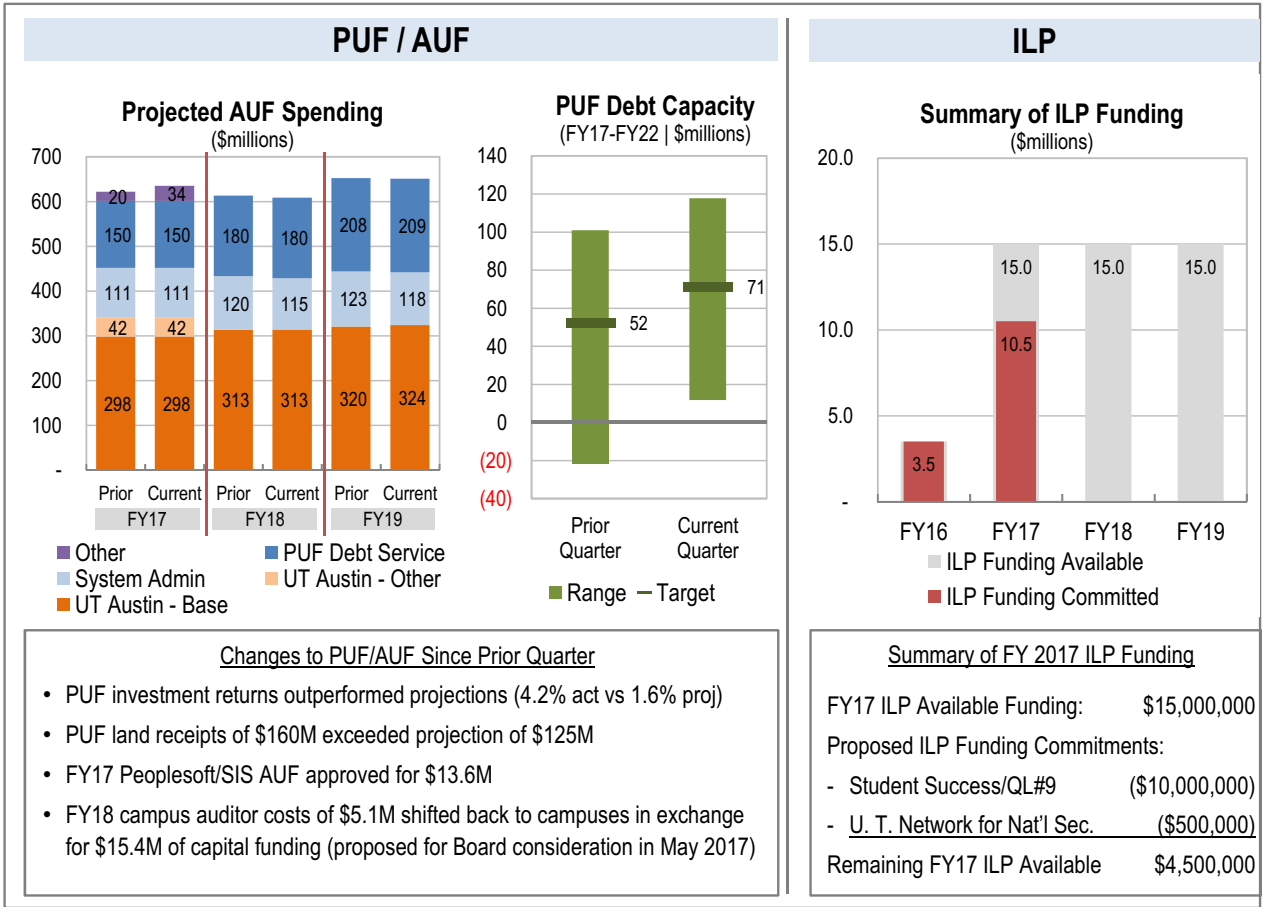 PUF / AUF
Projected AUF Spending
($millions)
700
600
500
400
300
200
100
-
20
34
150
150
180
180
208
209
111
111
120
115
123
118
42
42
298
298
313
313
320
324
Prior Current Prior Current Prior Current
FY17 FY18 FY19
Other
PUF Debt Service
System Admin
UT Austin - Other
UT Austin - Base
PUF Debt Capacity
(FY17-FY22 | $millions)
140
120
100
80
60
40
20
0
(20)
(40)
52
71
Prior
Quarter
Current
Quarter
Range
Target
Changes to PUF/AUF Since Prior Quarter
• PUF investment returns outperformed projections (4.2% act vs 1.6% proj)
• PUF land receipts of $160M exceeded projection of $125M
• FY17 Peoplesoft/SIS AUF approved for $13.6M
• FY18 campus auditor costs of $5.1M shifted back to campuses in exchange
for $15.4M of capital funding (proposed for Board consideration in May 2017)
ILP
Summary of ILP Funding
($millions)
20.0
15.0
10.0
5.0
-
15.0
15.0
15.0
10.5
3.5
FY16 FY17 FY18 FY19
ILP Funding Available
ILP Funding Committed
Summary of FY 2017 ILP Funding
FY17 ILP Available Funding: $15,000,000
Proposed ILP Funding Commitments:
- Student Success/QL#9 ($10,000,000)
- U. T. Network for Nat'l Sec. ($500,000)
Remaining FY17 ILP Available $4,500,000